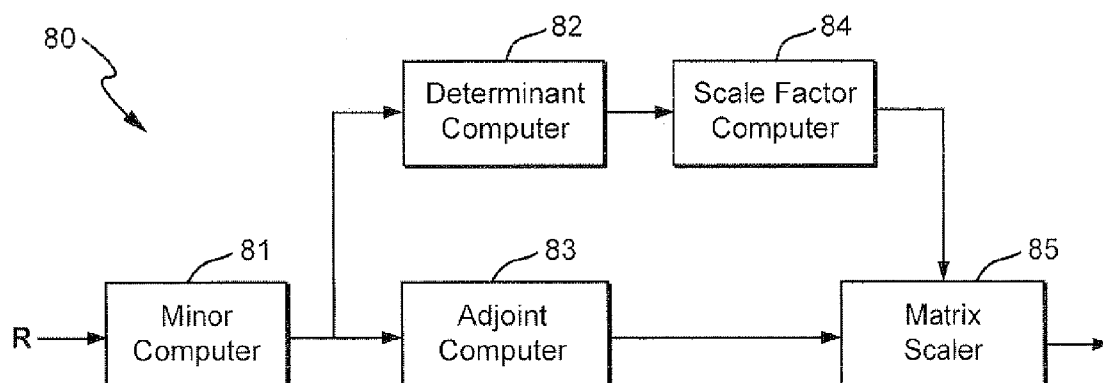 80
82
84
Determinant
Computer
Scale Factor
Computer
81
83
85
R
Minor
Computer
Adjoint
Computer
Matrix
Scaler